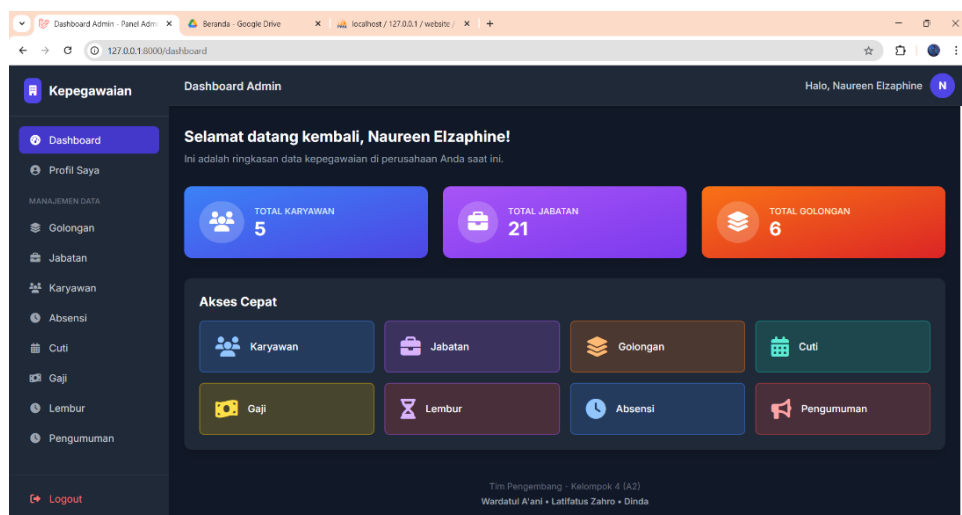 Dashboard Admin - Panel Adm
Beranda - Google Drive
localhost / 127.0.0.1 / website /
127.0.0.1:8000/dashboard
Kepegawaian
Dashboard Admin
Halo, Naureen Elzaphine
N
Dashboard
Profil Saya
MANAJEMEN DATA
Golongan
Jabatan
Karyawan
Absensi
Cuti
Gaji
Lembur
Pengumuman
Logout
Selamat datang kembali, Naureen Elzaphine!
Ini adalah ringkasan data kepegawaian di perusahaan Anda saat ini.
TOTAL KARYAWAN
5
TOTAL JABATAN
21
TOTAL GOLONGAN
6
Akses Cepat
Karyawan
Jabatan
Golongan
Cuti
Gaji
Lembur
Absensi
Pengumuman
Tim Pengembang - Kelompok 4 (A2)
Wardatul A'ani • Latifatus Zahro • Dinda